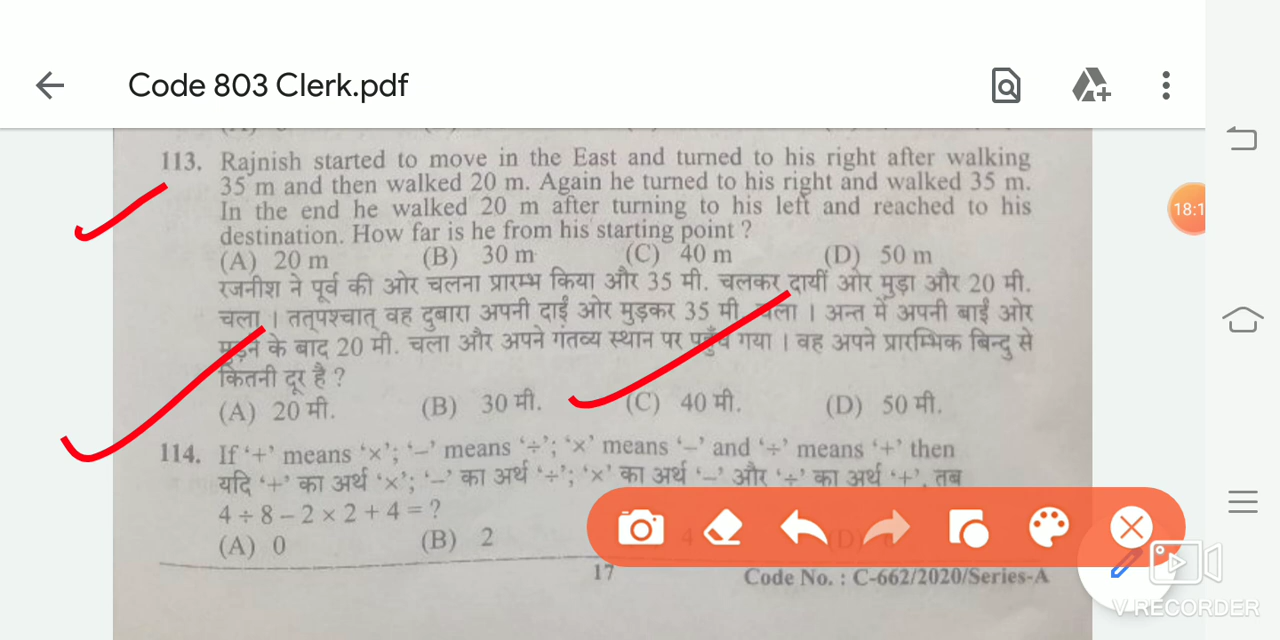 Code 803 Clerk.pdf
113. Rajnish started to move in the East and turned to his right after walking
35 m and then walked 20 m. Again he turned to his right and walked 35 m.
In the end he walked 20 m after turning to his left and reached to his
destination. How far is he from his starting point ?
(A) 20 m (B) 30 m (C) 40 m (D) 50 m
रजनीश ने पूर्व की ओर चलना प्रारम्भ किया और 35 मी. चलकर दायीं ओर मुड़ा और 20 मी.
चला । तत्पश्चात् वह दुबारा अपनी दाईं ओर मुड़कर 35 मी. चला । अन्त में अपनी बाईं ओर
मुड़ने के बाद 20 मी. चला और अपने गंतव्य स्थान पर पहुँच गया । वह अपने प्रारम्भिक बिन्दु से
कितनी दूर है ?
(A) 20 मी. (B) 30 मी. (C) 40 मी. (D) 50 मी.
114. If '+' means '×'; '–' means '÷'; '×' means '–' and '÷' means '+' then
यदि '+' का अर्थ '×'; '–' का अर्थ '÷'; '×' का अर्थ '–' और '÷' का अर्थ '+', तब
4 ÷ 8 – 2 × 2 + 4 = ?
(A) 0 (B) 2 4 (D)
17 Code No. : C-662/2020/Series-A
18:1
V RECORDER